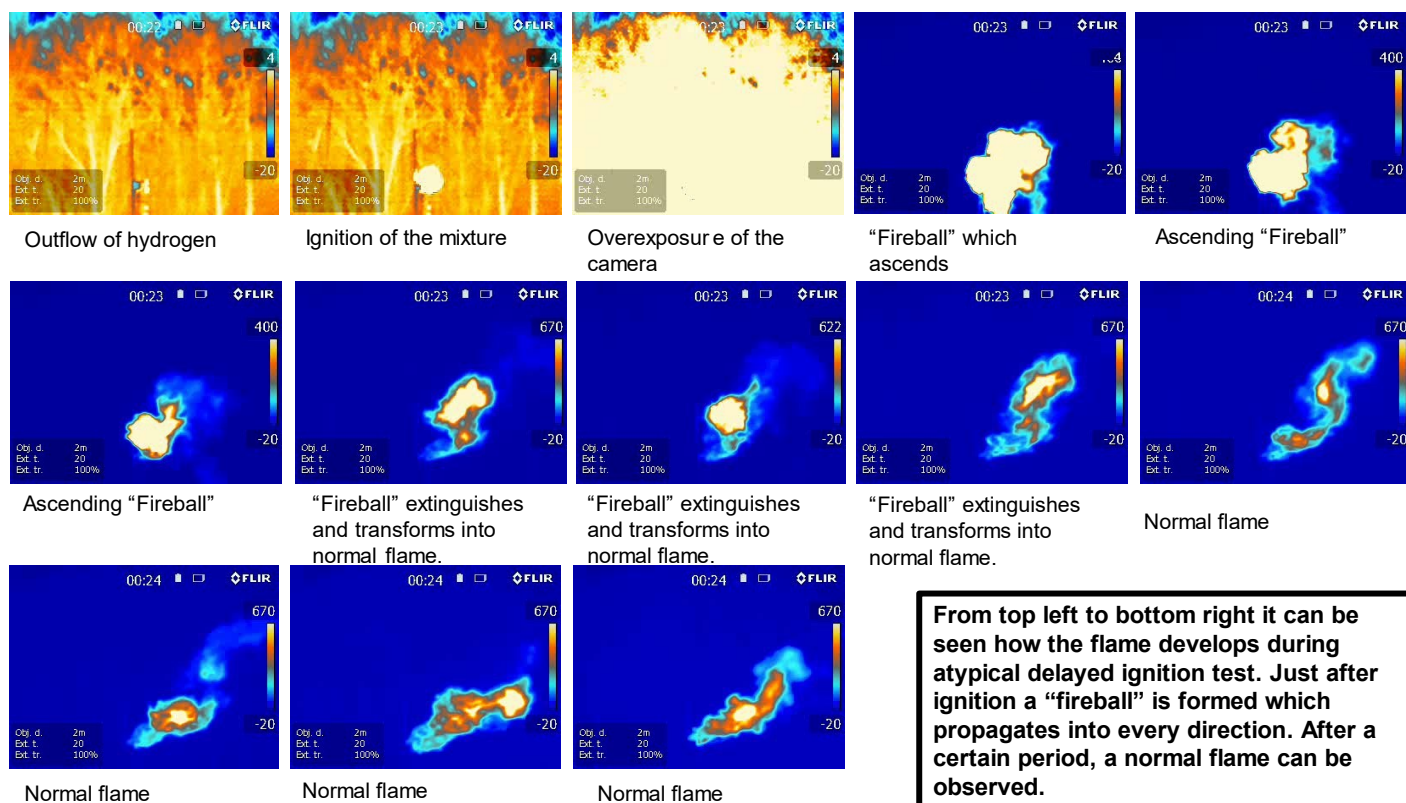 00:22 FLIR
4
-20
Obj. d. 2m
Ext. t. 20
Ext. tr. 100%
Outflow of hydrogen
00:23 FLIR
4
-20
Obj. d. 2m
Ext. t. 20
Ext. tr. 100%
Ignition of the mixture
00:23 FLIR
4
-20
Obj. d. 2m
Ext. t. 20
Ext. tr. 100%
Overexposure of the
camera
00:23 FLIR
-20
Obj. d. 2m
Ext. t. 20
Ext. tr. 100%
“Fireball” which
ascends
00:23 FLIR
400
-20
Obj. d. 2m
Ext. t. 20
Ext. tr. 100%
Ascending “Fireball”
00:23 FLIR
400
-20
Obj. d. 2m
Ext. t. 20
Ext. tr. 100%
Ascending “Fireball”
00:23 FLIR
670
-20
Obj. d. 2m
Ext. t. 20
Ext. tr. 100%
“Fireball” extinguishes
and transforms into
normal flame.
00:23 FLIR
622
-20
Obj. d. 2m
Ext. t. 20
Ext. tr. 100%
“Fireball” extinguishes
and transforms into
normal flame.
00:23 FLIR
670
-20
Obj. d. 2m
Ext. t. 20
Ext. tr. 100%
“Fireball” extinguishes
and transforms into
normal flame.
00:24 FLIR
670
-20
Obj. d. 2m
Ext. t. 20
Ext. tr. 100%
Normal flame
00:24 FLIR
670
-20
Obj. d. 2m
Ext. t. 20
Ext. tr. 100%
Normal flame
00:24 FLIR
670
-20
Obj. d. 2m
Ext. t. 20
Ext. tr. 100%
Normal flame
00:24 FLIR
670
-20
Obj. d. 2m
Ext. t. 20
Ext. tr. 100%
Normal flame
From top left to bottom right it can be
seen how the flame develops during
atypical delayed ignition test. Just after
ignition a “fireball” is formed which
propagates into every direction. After a
certain period, a normal flame can be
observed.